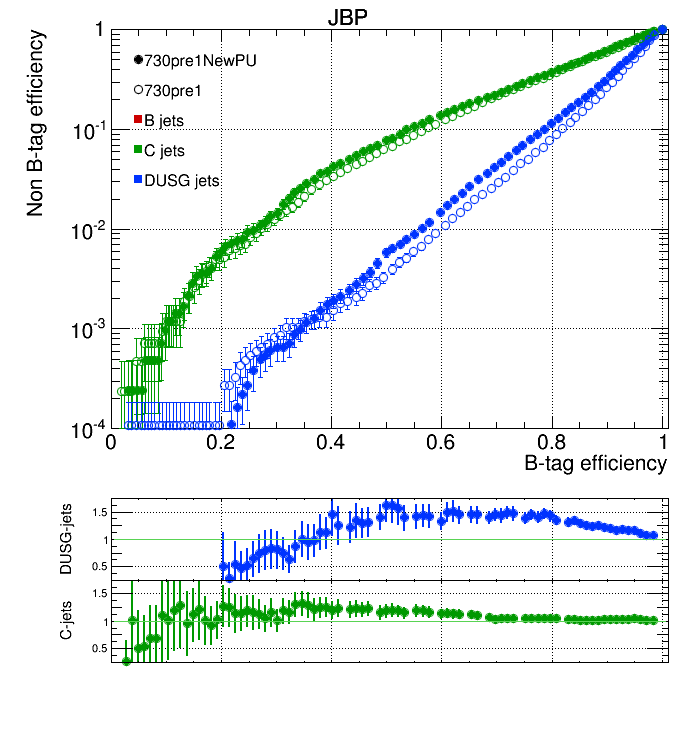 JBP
Non B-tag efficiency
1
10^-1
10^-2
10^-3
10^-4
730pre1NewPU
730pre1
B jets
C jets
DUSG jets
0 0.2 0.4 0.6 0.8 1
B-tag efficiency
DUSG-jets
1.5
1
0.5
C-jets
1.5
1
0.5